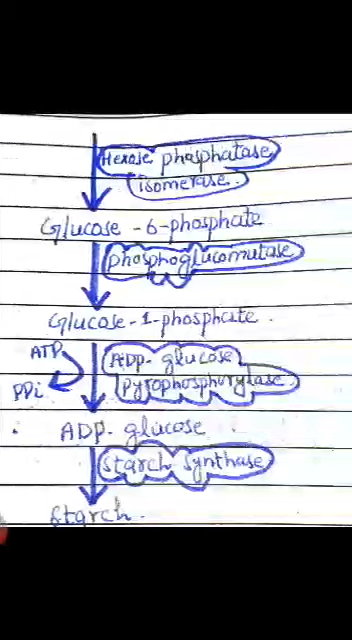 Hexose phosphatase
isomerase
Glucose -6-phosphate
phosphoglucomutase
Glucose-1-phosphate.
ATP
ADP-glucose
pyrophosphorylase
PPi
ADP-glucose
starch synthase
Starch.